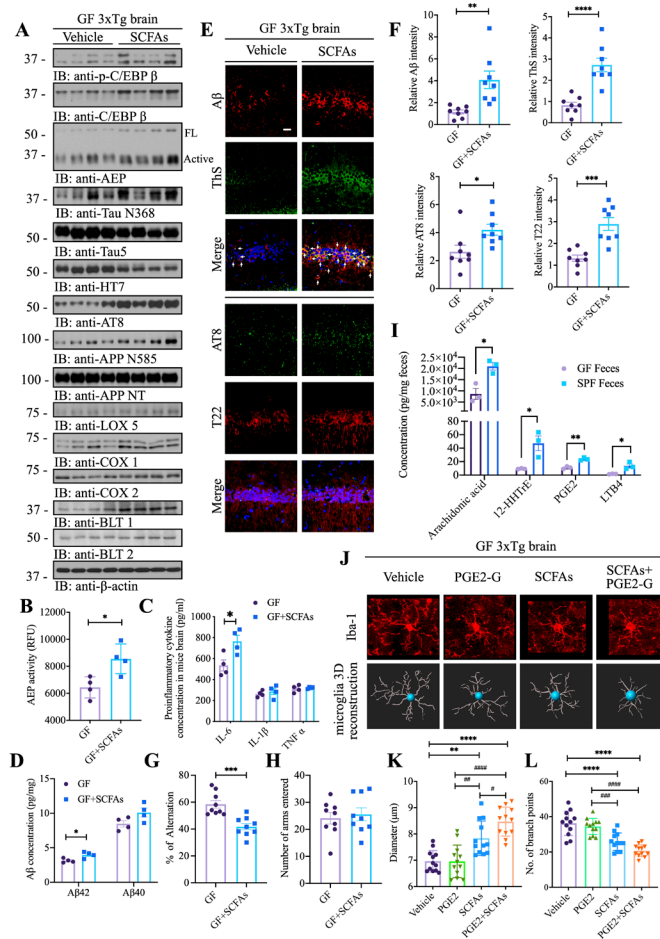 A
GF 3xTg brain
Vehicle SCFAs
37 -
IB: anti-p-C/EBP β
37 -
IB: anti-C/EBP β
50 - FL
37 - Active
IB: anti-AEP
37 -
IB: anti-Tau N368
50 -
IB: anti-Tau5
50 -
IB: anti-HT7
50 -
IB: anti-AT8
100 -
IB: anti-APP N585
100 -
IB: anti-APP NT
75 -
IB: anti-LOX 5
75 -
IB: anti-COX 1
75 -
IB: anti-COX 2
37 -
IB: anti-BLT 1
50 -
IB: anti-BLT 2
37 -
IB: anti-β-actin
B
AEP activity (RFU)
12000
10000
8000
6000
4000
*
GF
GF+SCFAs
C
GF
GF+SCFAs
Proinflammatory cytokine
concentration in mice brain (pg/ml)
1000
800
600
400
200
0
*
IL-6
IL-1β
TNF α
D
GF
GF+SCFAs
Aβ concentration (pg/mg)
15
10
5
0
*
Aβ42
Aβ40
E
GF 3xTg brain
Vehicle SCFAs
Aβ
ThS
Merge
AT8
T22
Merge
F
Relative Aβ intensity
10
8
6
4
2
0
**
GF
GF+SCFAs
Relative ThS intensity
5
4
3
2
1
0
****
GF
GF+SCFAs
Relative AT8 intensity
8
6
4
2
0
*
GF
GF+SCFAs
Relative T22 intensity
5
4
3
2
1
0
***
GF
GF+SCFAs
G
% of Alternation
100
80
60
40
20
0
***
GF
GF+SCFAs
H
Number of arms entered
50
40
30
20
10
0
GF
GF+SCFAs
I
GF Feces
SPF Feces
Concentration (pg/mg feces)
2.5×10⁴
2.0×10⁴
1.5×10⁴
1.0×10⁴
5.0×10³
80
60
40
20
0
*
*
**
*
Arachidonic acid
12-HHTrE
PGE2
LTB4
J
GF 3xTg brain
Vehicle PGE2-G SCFAs SCFAs+
PGE2-G
Iba-1
microglia 3D
reconstruction
K
Diameter (μm)
10
9
8
7
6
5
****
**
####
##
#
Vehicle
PGE2
SCFAs
PGE2+SCFAs
L
No. of branch points
60
50
40
30
20
10
0
****
****
####
###
Vehicle
PGE2
SCFAs
PGE2+SCFAs